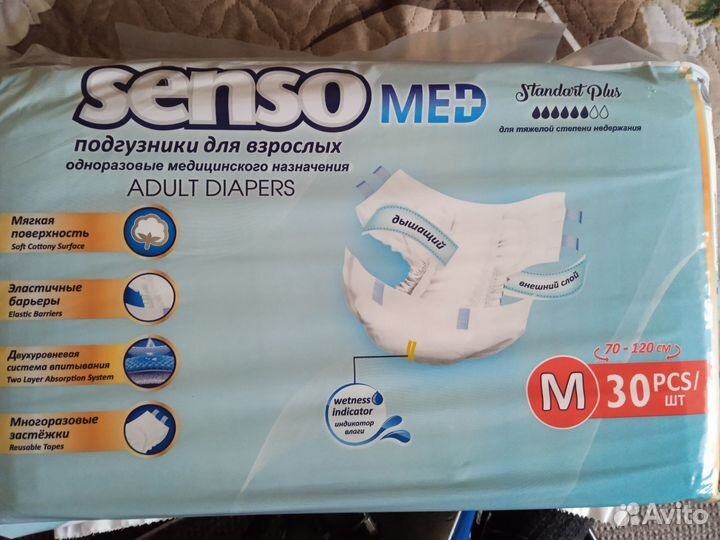 senso MED
Standart Plus
для тяжелой степени недержания
подгузники для взрослых
одноразовые медицинского назначения
ADULT DIAPERS
Мягкая
поверхность
Soft Cottony Surface
Эластичные
барьеры
Elastic Barriers
Двухуровневая
система впитывания
Two Layer Absorption System
Многоразовые
застёжки
Reusable Tapes
дышащий
внешний слой
wetness
indicator
индикатор
влаги
70 - 120 см
M 30 PCS/
шт
Avito